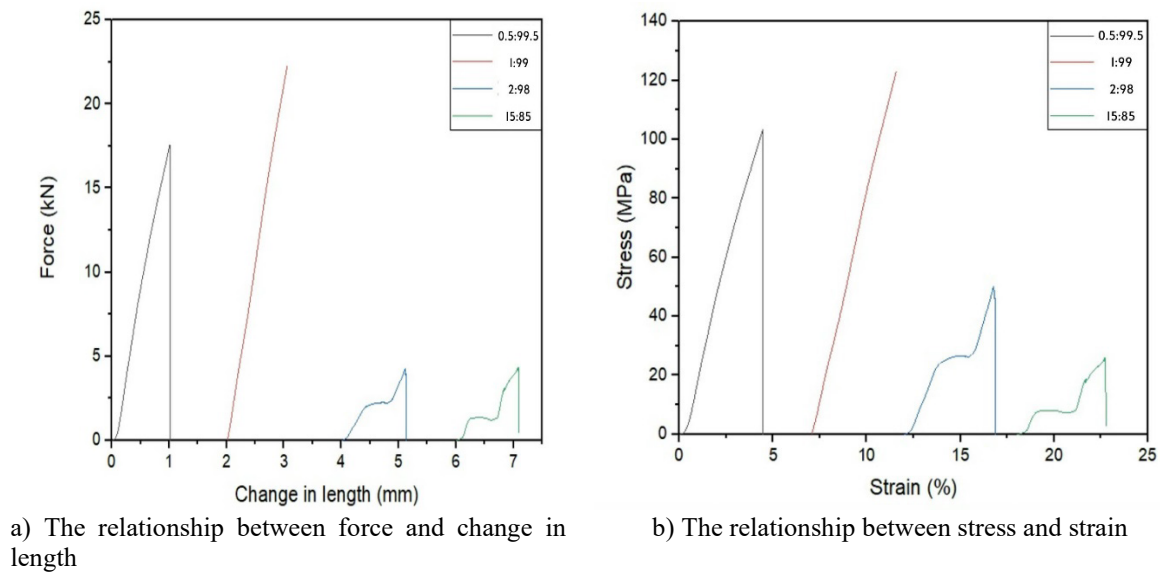 25
20
15
10
5
0
0 1 2 3 4 5 6 7
Force (kN)
Change in length (mm)
0.5:99.5
1:99
2:98
15:85
140
120
100
80
60
40
20
0
0 5 10 15 20 25
Stress (MPa)
Strain (%)
0.5:99.5
1:99
2:98
15:85
a) The relationship between force and change in
length
b) The relationship between stress and strain